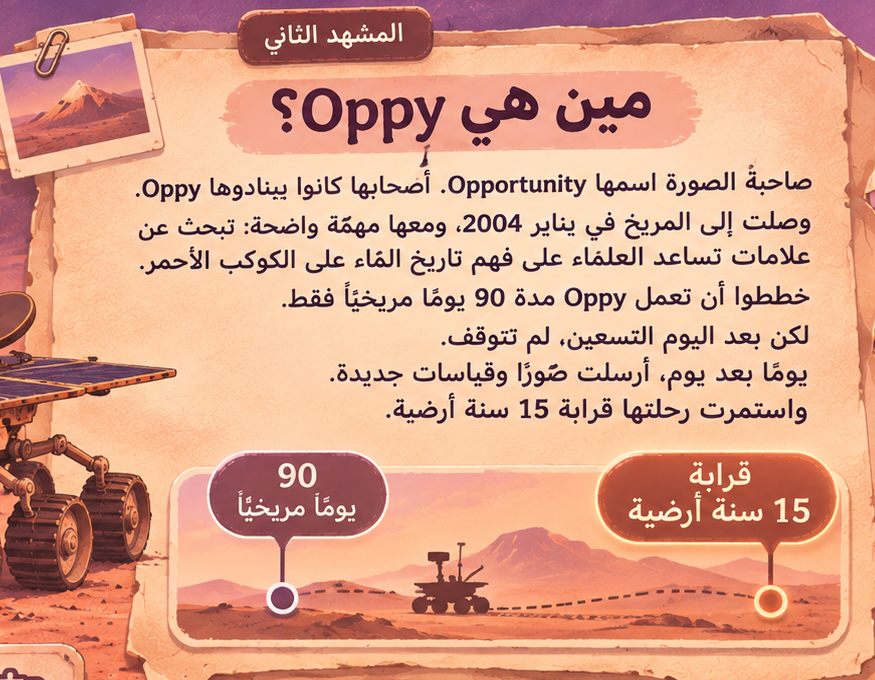 المشهد الثاني
مين هي Oppy؟
صاحبةُ الصورة اسمها Opportunity. أصحابها كانوا بينادوها Oppy.
وصلت إلى المريخ في يناير 2004، ومعها مهمّة واضحة: تبحث عن
علامات تساعد العلماء على فهم تاريخ الماء على الكوكب الأحمر.
خططوا أن تعمل Oppy مدة 90 يومًا مريخيًا فقط.
لكن بعد اليوم التسعين، لم تتوقف.
يومًا بعد يوم، أرسلت صورًا وقياسات جديدة.
واستمرت رحلتها قرابة 15 سنة أرضية.
قرابة
15 سنة أرضية
90
يومًا مريخيًا